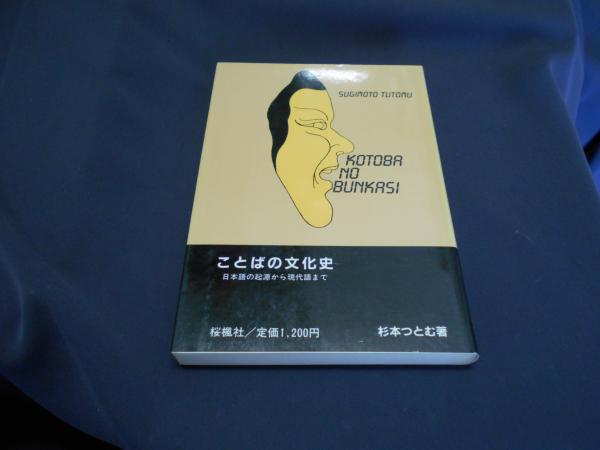 SUGIMOTO TUTOMU
KOTOBA
NO
BUNKASI
ことばの文化史
日本語の起源から現代語まで
桜楓社／定価1,200円
杉本つとむ著